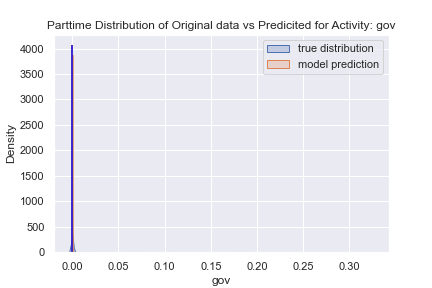 Parttime Distribution of Original data vs Predicited for Activity: gov
true distribution
model prediction
Density
4000
3500
3000
2500
2000
1500
1000
500
0
0.00 0.05 0.10 0.15 0.20 0.25 0.30
gov